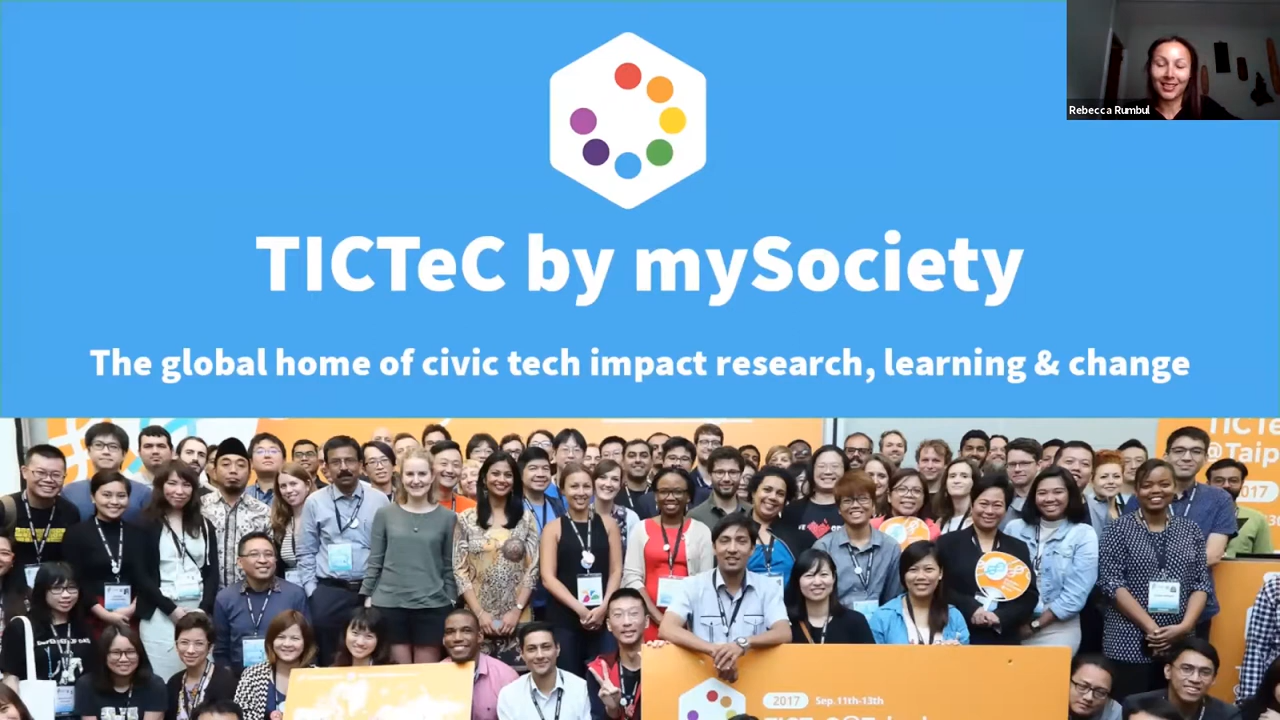 Rebecca Rumbul
TICTeC by mySociety
The global home of civic tech impact research, learning & change
2017
2017 Sep.11th-13th